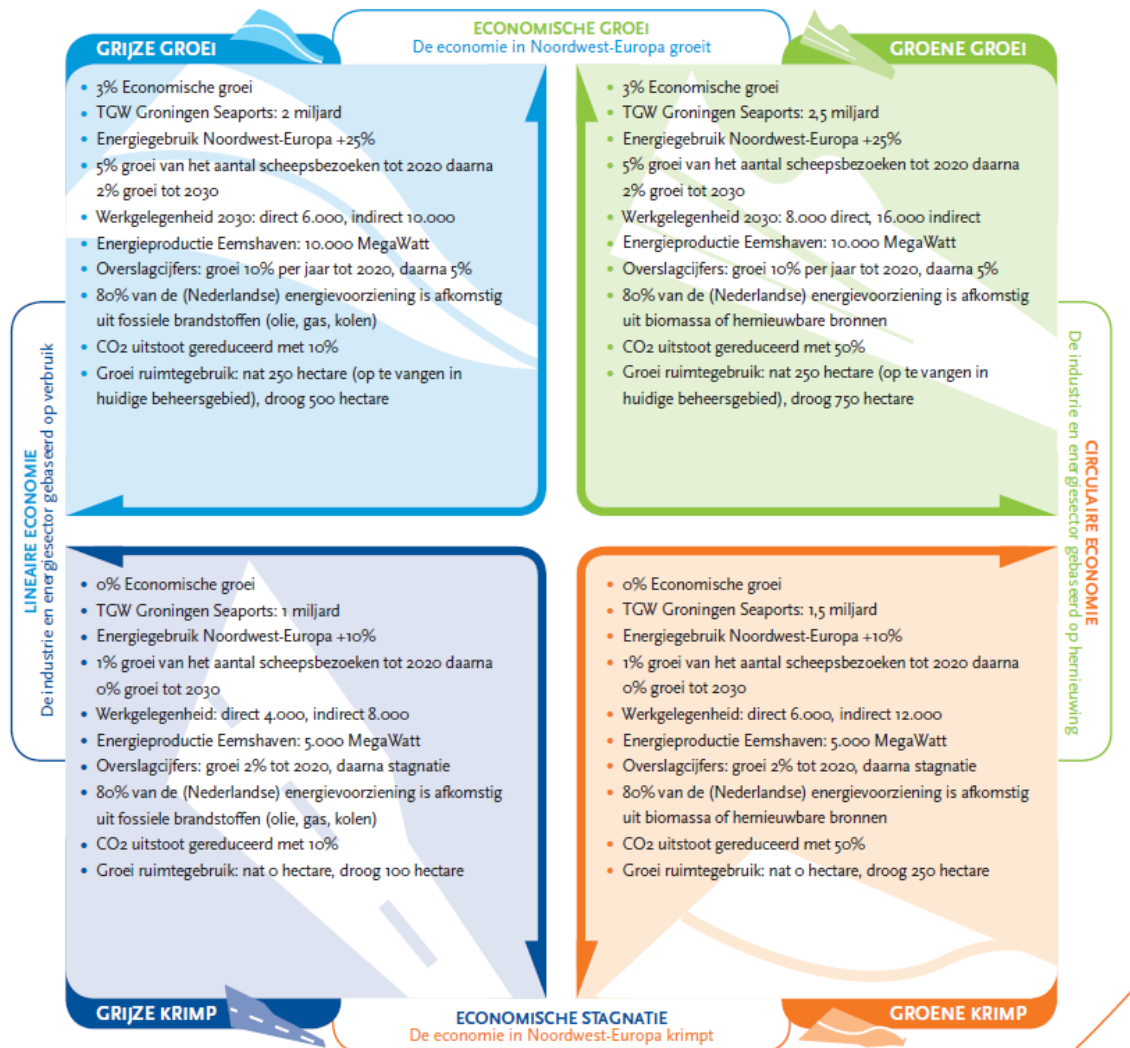 ECONOMISCHE GROEI
De economie in Noordwest-Europa groeit
GRIJZE GROEI
• 3% Economische groei
• TGW Groningen Seaports: 2 miljard
• Energiegebruik Noordwest-Europa +25%
• 5% groei van het aantal scheepsbezoeken tot 2020 daarna
2% groei tot 2030
• Werkgelegenheid 2030: direct 6.000, indirect 10.000
• Energieproductie Eemshaven: 10.000 MegaWatt
• Overslagcijfers: groei 10% per jaar tot 2020, daarna 5%
• 80% van de (Nederlandse) energievoorziening is afkomstig
uit fossiele brandstoffen (olie, gas, kolen)
• CO2 uitstoot gereduceerd met 10%
• Groei ruimtegebruik: nat 250 hectare (op te vangen in
huidige beheersgebied), droog 500 hectare
GROENE GROEI
• 3% Economische groei
• TGW Groningen Seaports: 2,5 miljard
• Energiegebruik Noordwest-Europa +25%
• 5% groei van het aantal scheepsbezoeken tot 2020 daarna
2% groei tot 2030
• Werkgelegenheid 2030: 8.000 direct, 16.000 indirect
• Energieproductie Eemshaven: 10.000 MegaWatt
• Overslagcijfers: groei 10% per jaar tot 2020, daarna 5%
• 80% van de (Nederlandse) energievoorziening is afkomstig
uit biomassa of hernieuwbare bronnen
• CO2 uitstoot gereduceerd met 50%
• Groei ruimtegebruik: nat 250 hectare (op te vangen in
huidige beheersgebied), droog 750 hectare
LINEAIRE ECONOMIE
De industrie en energiesector gebaseerd op verbruik
CIRCULAIRE ECONOMIE
De industrie en energiesector gebaseerd op hernieuwing
• 0% Economische groei
• TGW Groningen Seaports: 1 miljard
• Energiegebruik Noordwest-Europa +10%
• 1% groei van het aantal scheepsbezoeken tot 2020 daarna
0% groei tot 2030
• Werkgelegenheid: direct 4.000, indirect 8.000
• Energieproductie Eemshaven: 5.000 MegaWatt
• Overslagcijfers: groei 2% tot 2020, daarna stagnatie
• 80% van de (Nederlandse) energievoorziening is afkomstig
uit fossiele brandstoffen (olie, gas, kolen)
• CO2 uitstoot gereduceerd met 10%
• Groei ruimtegebruik: nat 0 hectare, droog 100 hectare
GRIJZE KRIMP
• 0% Economische groei
• TGW Groningen Seaports: 1,5 miljard
• Energiegebruik Noordwest-Europa +10%
• 1% groei van het aantal scheepsbezoeken tot 2020 daarna
0% groei tot 2030
• Werkgelegenheid: direct 6.000, indirect 12.000
• Energieproductie Eemshaven: 5.000 MegaWatt
• Overslagcijfers: groei 2% tot 2020, daarna stagnatie
• 80% van de (Nederlandse) energievoorziening is afkomstig
uit biomassa of hernieuwbare bronnen
• CO2 uitstoot gereduceerd met 50%
• Groei ruimtegebruik: nat 0 hectare, droog 250 hectare
GROENE KRIMP
ECONOMISCHE STAGNATIE
De economie in Noordwest-Europa krimpt